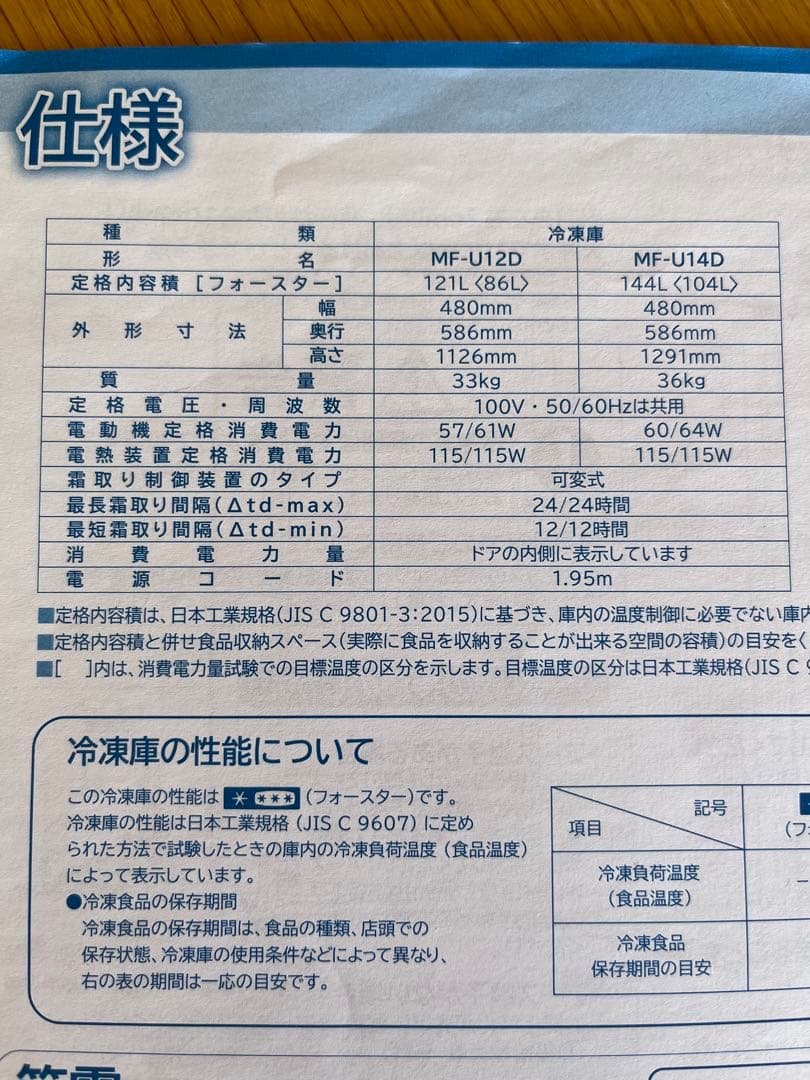 仕様
種類 冷凍庫
形名 MF-U12D MF-U14D
定格内容積［フォースター］ 121L〈86L〉 144L〈104L〉
外形寸法 幅 480mm 480mm
奥行 586mm 586mm
高さ 1126mm 1291mm
質量 33kg 36kg
定格電圧・周波数 100V・50/60Hzは共用
電動機定格消費電力 57/61W 60/64W
電熱装置定格消費電力 115/115W 115/115W
霜取り制御装置のタイプ 可変式
最長霜取り間隔(Δtd-max) 24/24時間
最短霜取り間隔(Δtd-min) 12/12時間
消費電力量 ドアの内側に表示しています
電源コード 1.95m
■定格内容積は、日本工業規格(JIS C 9801-3:2015)に基づき、庫内の温度制御に必要でない庫内
■定格内容積と併せ食品収納スペース(実際に食品を収納することが出来る空間の容積)の目安を〈
■[　]内は、消費電力量試験での目標温度の区分を示します。目標温度の区分は日本工業規格(JIS C
冷凍庫の性能について
この冷凍庫の性能は * *** (フォースター)です。
冷凍庫の性能は日本工業規格 (JIS C 9607) に定め
られた方法で試験したときの庫内の冷凍負荷温度（食品温度）
によって表示しています。
●冷凍食品の保存期間
冷凍食品の保存期間は、食品の種類、店頭での
保存状態、冷凍庫の使用条件などによって異なり、
右の表の期間は一応の目安です。
記号
項目
(フ
冷凍負荷温度
（食品温度）
冷凍食品
保存期間の目安